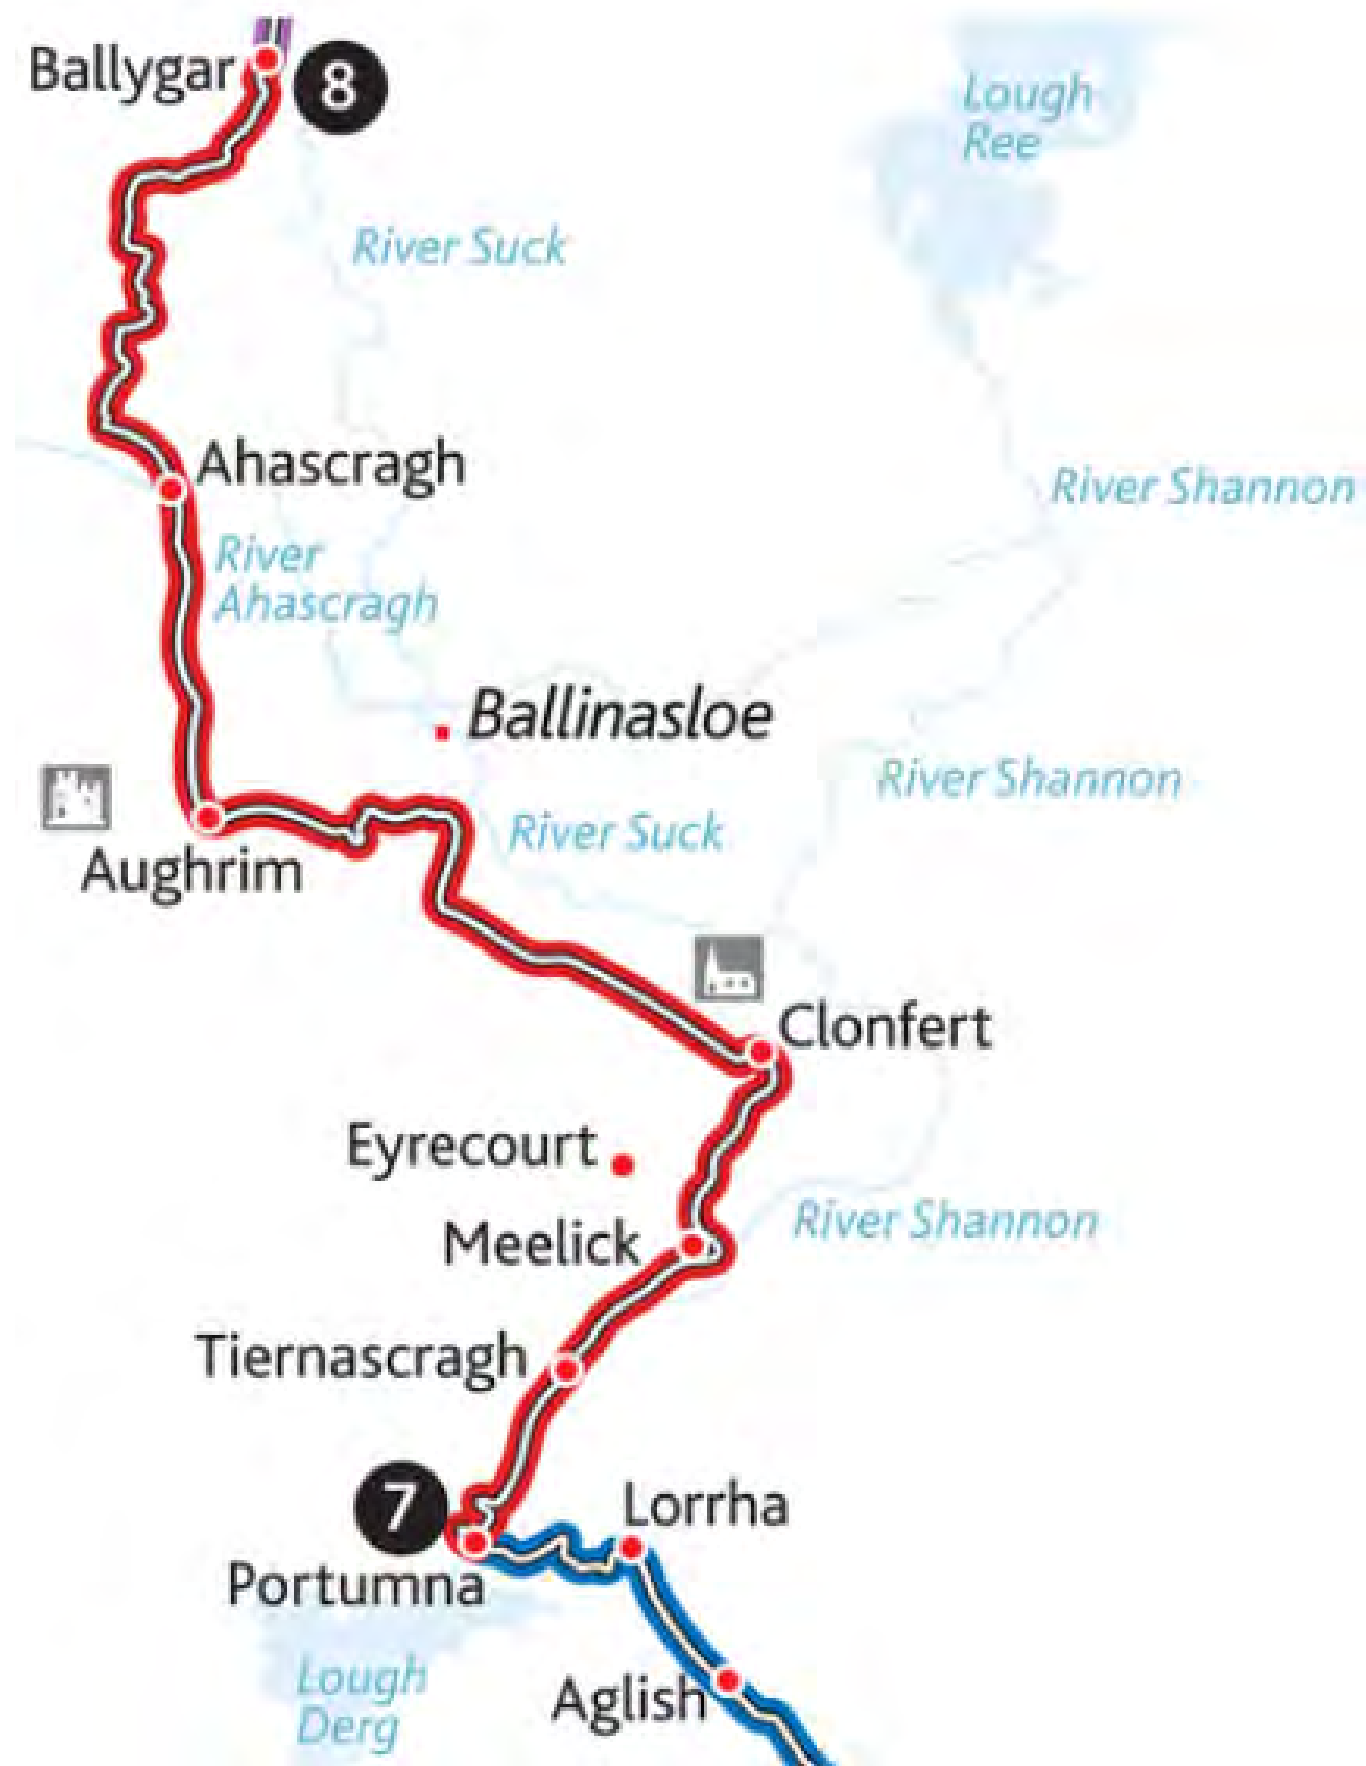 Ballygar
8
Lough
Ree
River Suck
Ahascragh
River Shannon
River
Ahascragh
Ballinasloe
River Shannon
River Suck
Aughrim
Clonfert
Eyrecourt
River Shannon
Meelick
Tiernascragh
7
Lorrha
Portumna
Lough
Derg
Aglish